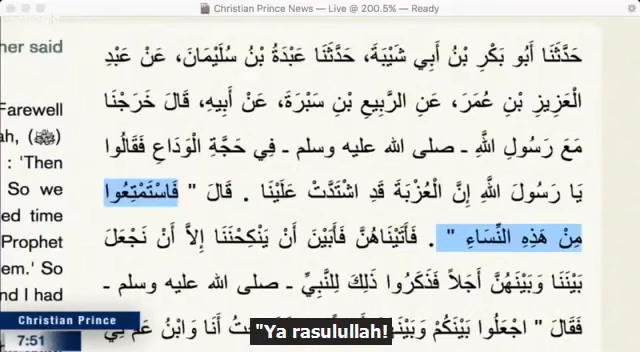 Christian Prince News — Live @ 200.5% — Ready
her said
حَدَّثَنَا أَبُو بَكْرِ بْنُ أَبِي شَيْبَةَ، حَدَّثَنَا عَبْدَةُ بْنُ سُلَيْمَانَ، عَنْ عَبْدِ
الْعَزِيزِ بْنِ عُمَرَ، عَنِ الرَّبِيعِ بْنِ سَبْرَةَ، عَنْ أَبِيهِ، قَالَ خَرَجْنَا
Farewell
مَعَ رَسُولِ اللَّهِ ـ صلى الله عليه وسلم ـ فِي حَجَّةِ الْوَدَاعِ فَقَالُوا
ah, (ﷺ)
: 'Then
يَا رَسُولَ اللَّهِ إِنَّ الْعُزْبَةَ قَدِ اشْتَدَّتْ عَلَيْنَا . قَالَ " فَاسْتَمْتِعُوا
So we
ed time
مِنْ هَذِهِ النِّسَاءِ " . فَأَتَيْنَاهُنَّ فَأَبَيْنَ أَنْ يَنْكِحْنَنَا إِلاَّ أَنْ نَجْعَلَ
Prophet
em.' So
بَيْنَنَا وَبَيْنَهُنَّ أَجَلاً فَذَكَرُوا ذَلِكَ لِلنَّبِيِّ ـ صلى الله عليه وسلم ـ
nd I had
فَقَالَ " اجْعَلُوا بَيْنَكُمْ وَبَيْنَهُنَّ أَنَا وَابْنُ عَمٍّ لِي
Christian Prince
7:51
"Ya rasulullah!